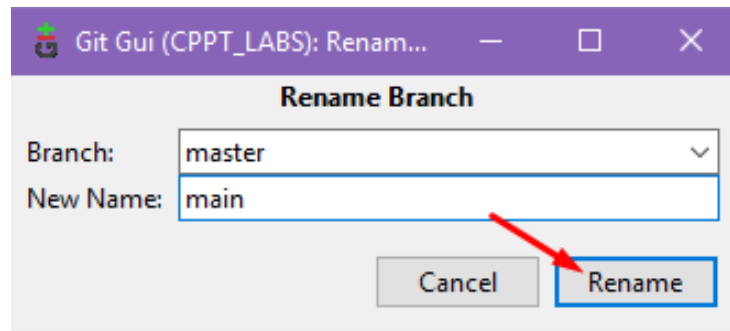 Git Gui (CPPT_LABS): Renam...
Rename Branch
Branch: master
New Name: main
Cancel Rename